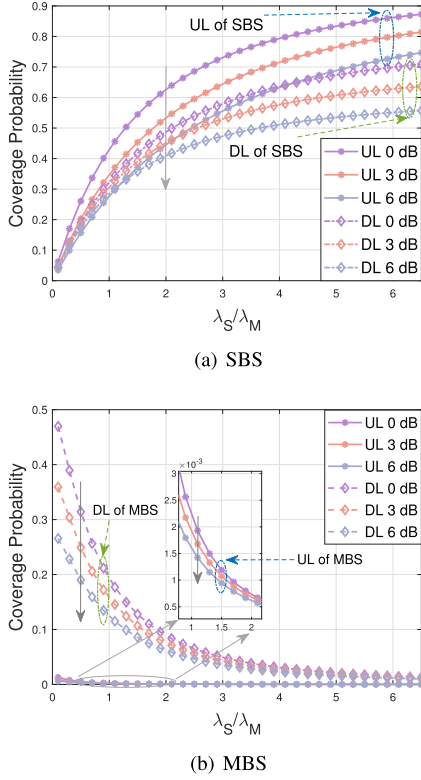 0.9
0.8
0.7
0.6
0.5
0.4
0.3
0.2
0.1
0
Coverage Probability
UL of SBS
DL of SBS
UL 0 dB
UL 3 dB
UL 6 dB
DL 0 dB
DL 3 dB
DL 6 dB
0 1 2 3 4 5 6
λS/λM
(a) SBS
0.5
0.4
0.3
0.2
0.1
0
Coverage Probability
DL of MBS
×10-3
3
2.5
2
1.5
1
0.5
1 1.5 2
UL of MBS
UL 0 dB
UL 3 dB
UL 6 dB
DL 0 dB
DL 3 dB
DL 6 dB
0 1 2 3 4 5 6
λS/λM
(b) MBS